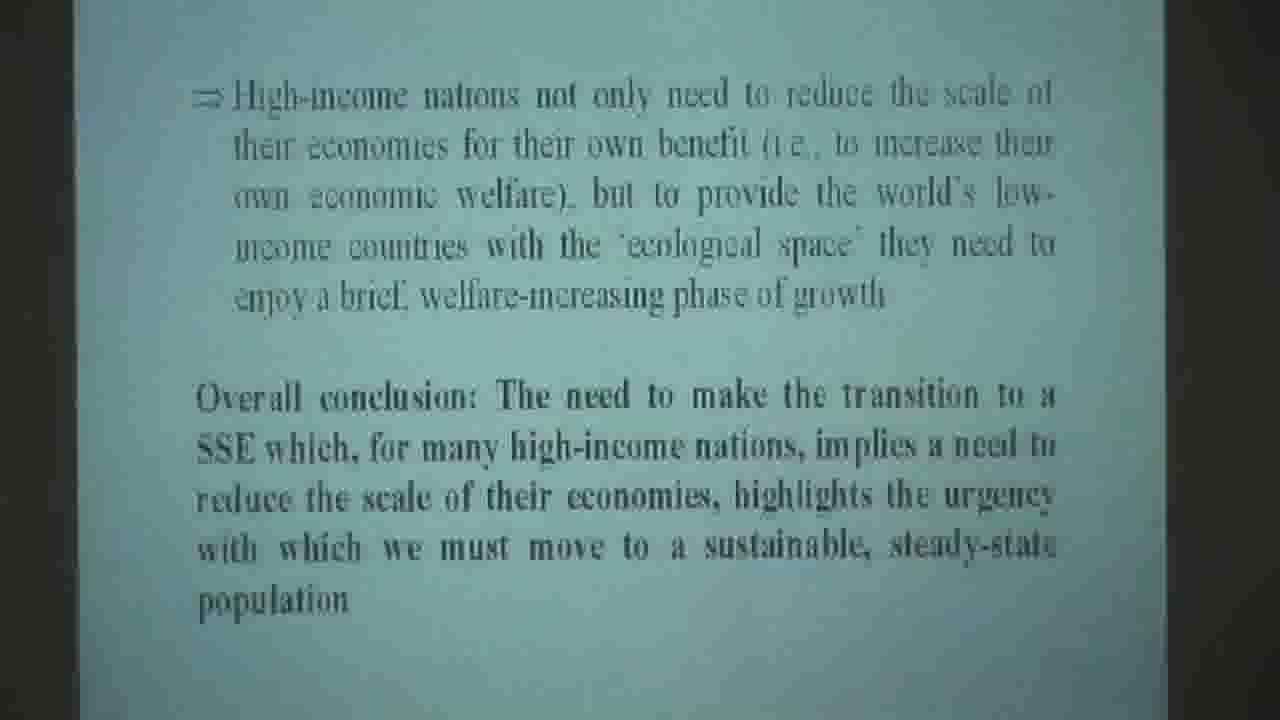 ⇒ High-income nations not only need to reduce the scale of
their economies for their own benefit (i.e., to increase their
own economic welfare), but to provide the world's low-
income countries with the 'ecological space' they need to
enjoy a brief, welfare-increasing phase of growth
Overall conclusion: The need to make the transition to a
SSE which, for many high-income nations, implies a need to
reduce the scale of their economies, highlights the urgency
with which we must move to a sustainable, steady-state
population